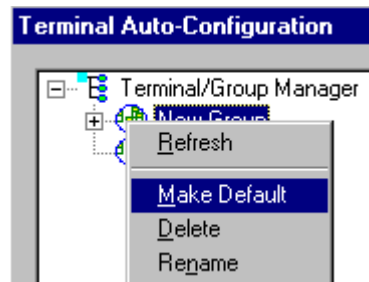 Terminal Auto-Configuration
Terminal/Group Manager
New Group
Refresh
Make Default
Delete
Rename